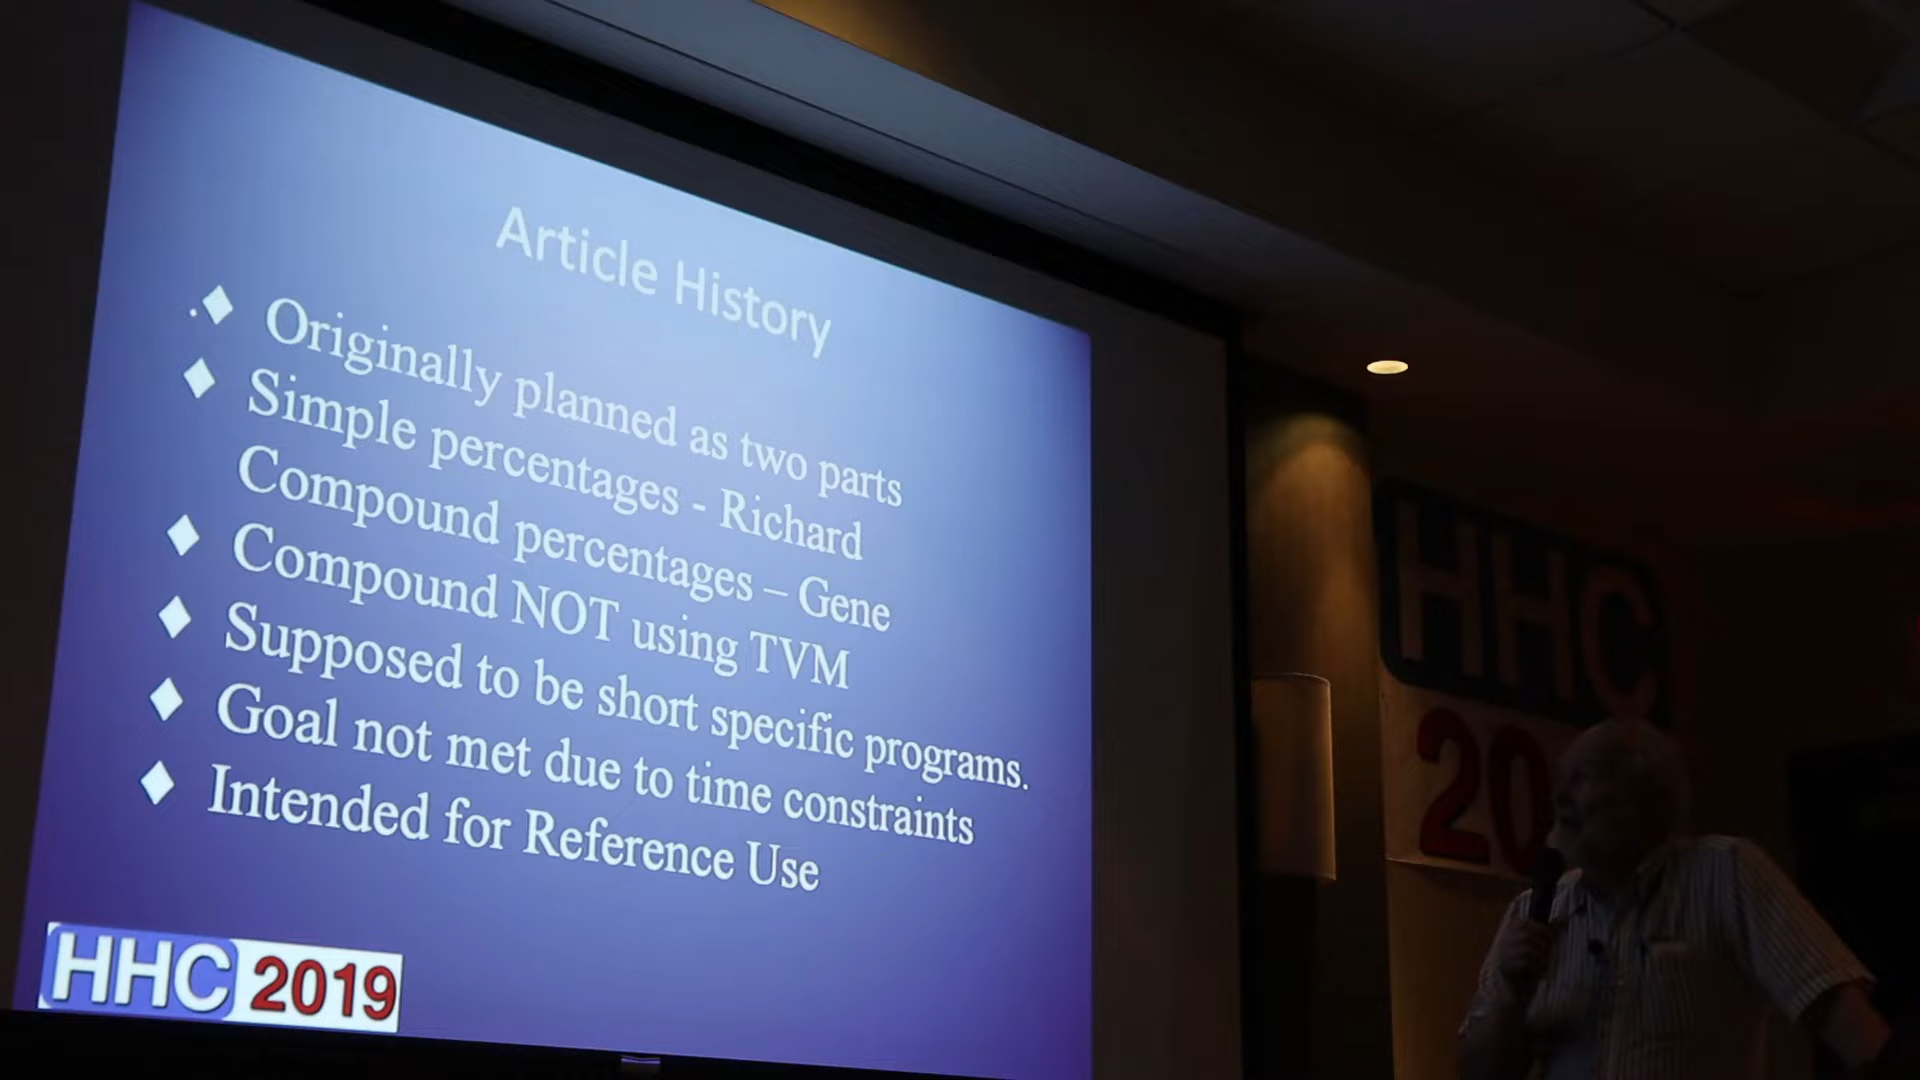 Article History
Originally planned as two parts
Simple percentages - Richard
Compound percentages – Gene
Compound NOT using TVM
Supposed to be short specific programs.
Goal not met due to time constraints
Intended for Reference Use
HHC 2019
HHC
20